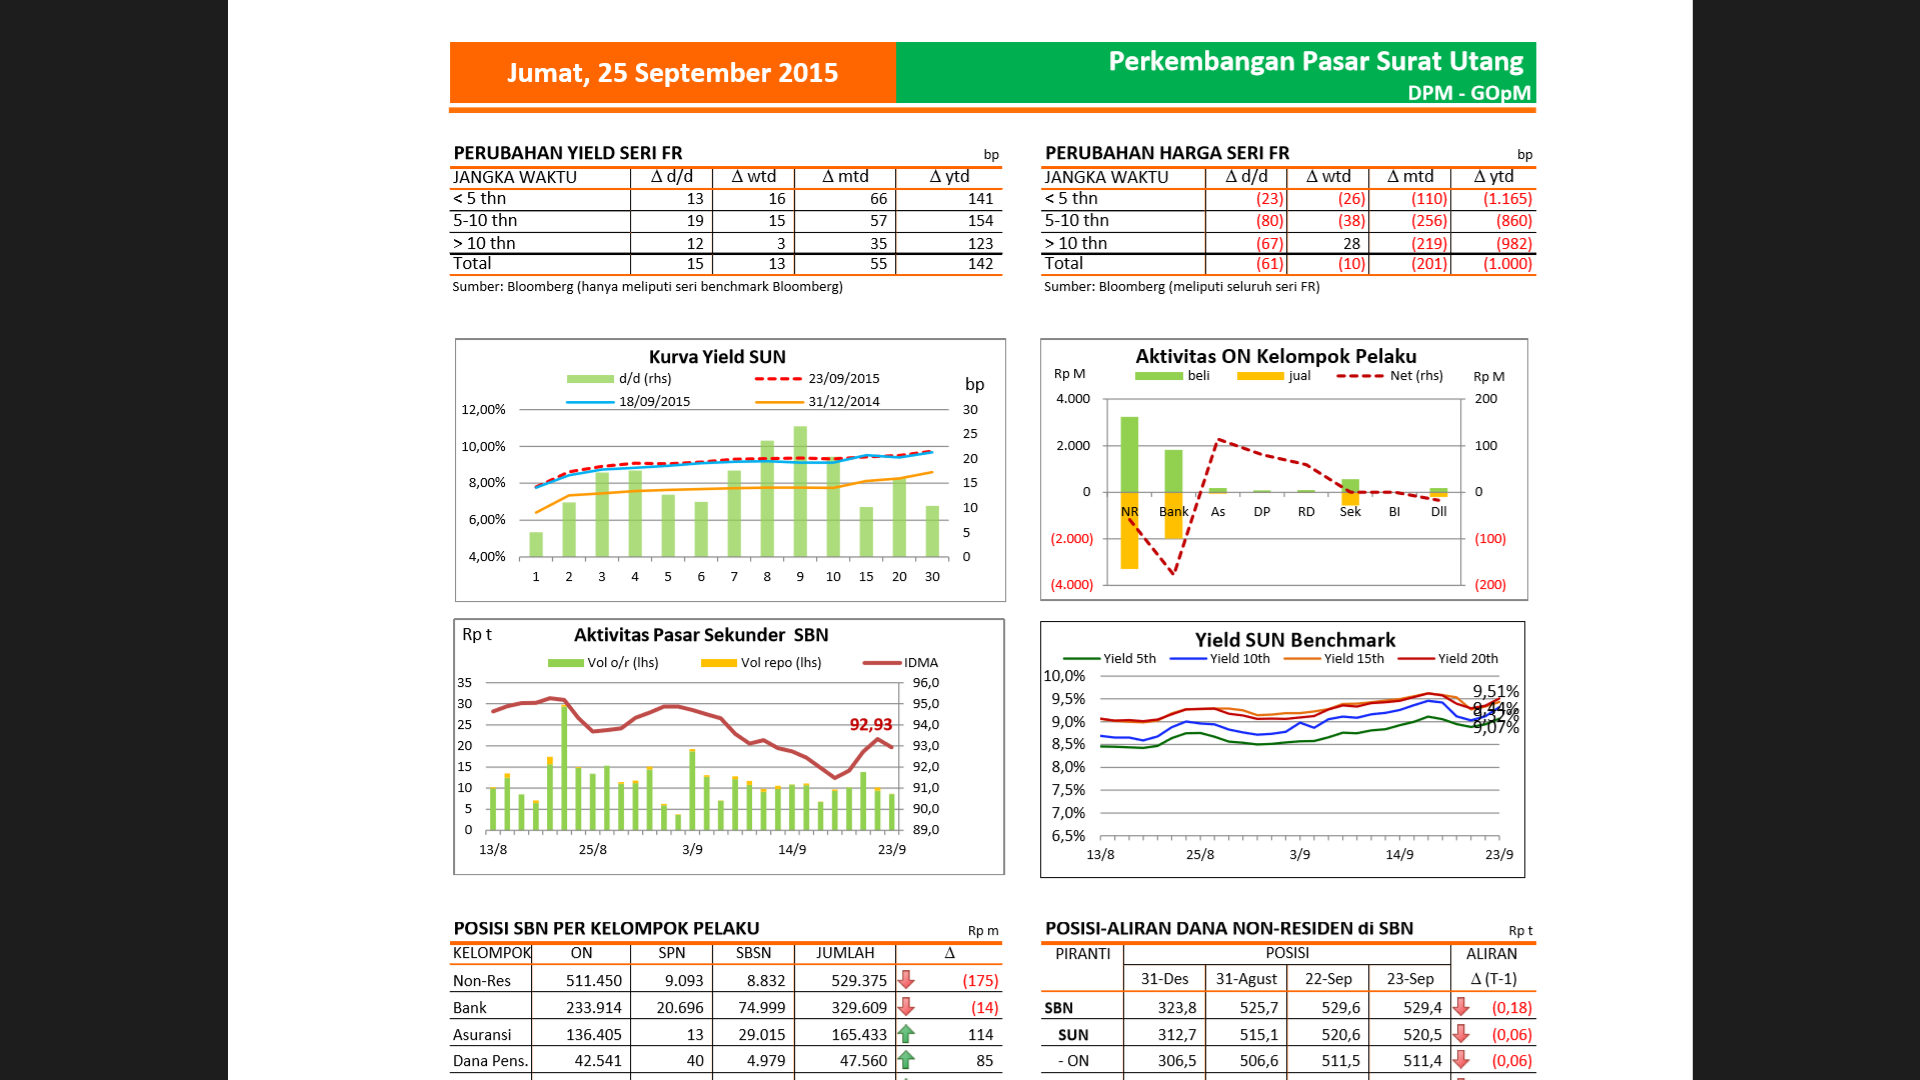 Jumat, 25 September 2015
Perkembangan Pasar Surat Utang
DPM - GOpM
PERUBAHAN YIELD SERI FR bp
JANGKA WAKTU Δ d/d Δ wtd Δ mtd Δ ytd
< 5 thn 13 16 66 141
5-10 thn 19 15 57 154
> 10 thn 12 3 35 123
Total 15 13 55 142
Sumber: Bloomberg (hanya meliputi seri benchmark Bloomberg)
PERUBAHAN HARGA SERI FR bp
JANGKA WAKTU Δ d/d Δ wtd Δ mtd Δ ytd
< 5 thn (23) (26) (110) (1.165)
5-10 thn (80) (38) (256) (860)
> 10 thn (67) 28 (219) (982)
Total (61) (10) (201) (1.000)
Sumber: Bloomberg (meliputi seluruh seri FR)
Kurva Yield SUN
d/d (rhs) 23/09/2015 bp
18/09/2015 31/12/2014
12,00% 30
25
10,00% 20
8,00% 15
10
6,00% 5
4,00% 0
1 2 3 4 5 6 7 8 9 10 15 20 30
Aktivitas ON Kelompok Pelaku
Rp M beli jual Net (rhs) Rp M
4.000 200
2.000 100
0 0
NR Bank As DP RD Sek BI Dll
(2.000) (100)
(4.000) (200)
Rp t Aktivitas Pasar Sekunder SBN
Vol o/r (lhs) Vol repo (lhs) IDMA
35 96,0
30 95,0
25 92,93 94,0
20 93,0
15 92,0
10 91,0
5 90,0
0 89,0
13/8 25/8 3/9 14/9 23/9
Yield SUN Benchmark
Yield 5th Yield 10th Yield 15th Yield 20th
10,0%
9,5% 9,51%
9,44%
9,0% 9,07%
8,5%
8,0%
7,5%
7,0%
6,5%
13/8 25/8 3/9 14/9 23/9
POSISI SBN PER KELOMPOK PELAKU Rp m
KELOMPOK ON SPN SBSN JUMLAH Δ
Non-Res 511.450 9.093 8.832 529.375 (175)
Bank 233.914 20.696 74.999 329.609 (14)
Asuransi 136.405 13 29.015 165.433 114
Dana Pens. 42.541 40 4.979 47.560 85
POSISI-ALIRAN DANA NON-RESIDEN di SBN Rp t
PIRANTI POSISI ALIRAN
31-Des 31-Agust 22-Sep 23-Sep Δ (T-1)
SBN 323,8 525,7 529,6 529,4 (0,18)
SUN 312,7 515,1 520,6 520,5 (0,06)
- ON 306,5 506,6 511,5 511,4 (0,06)